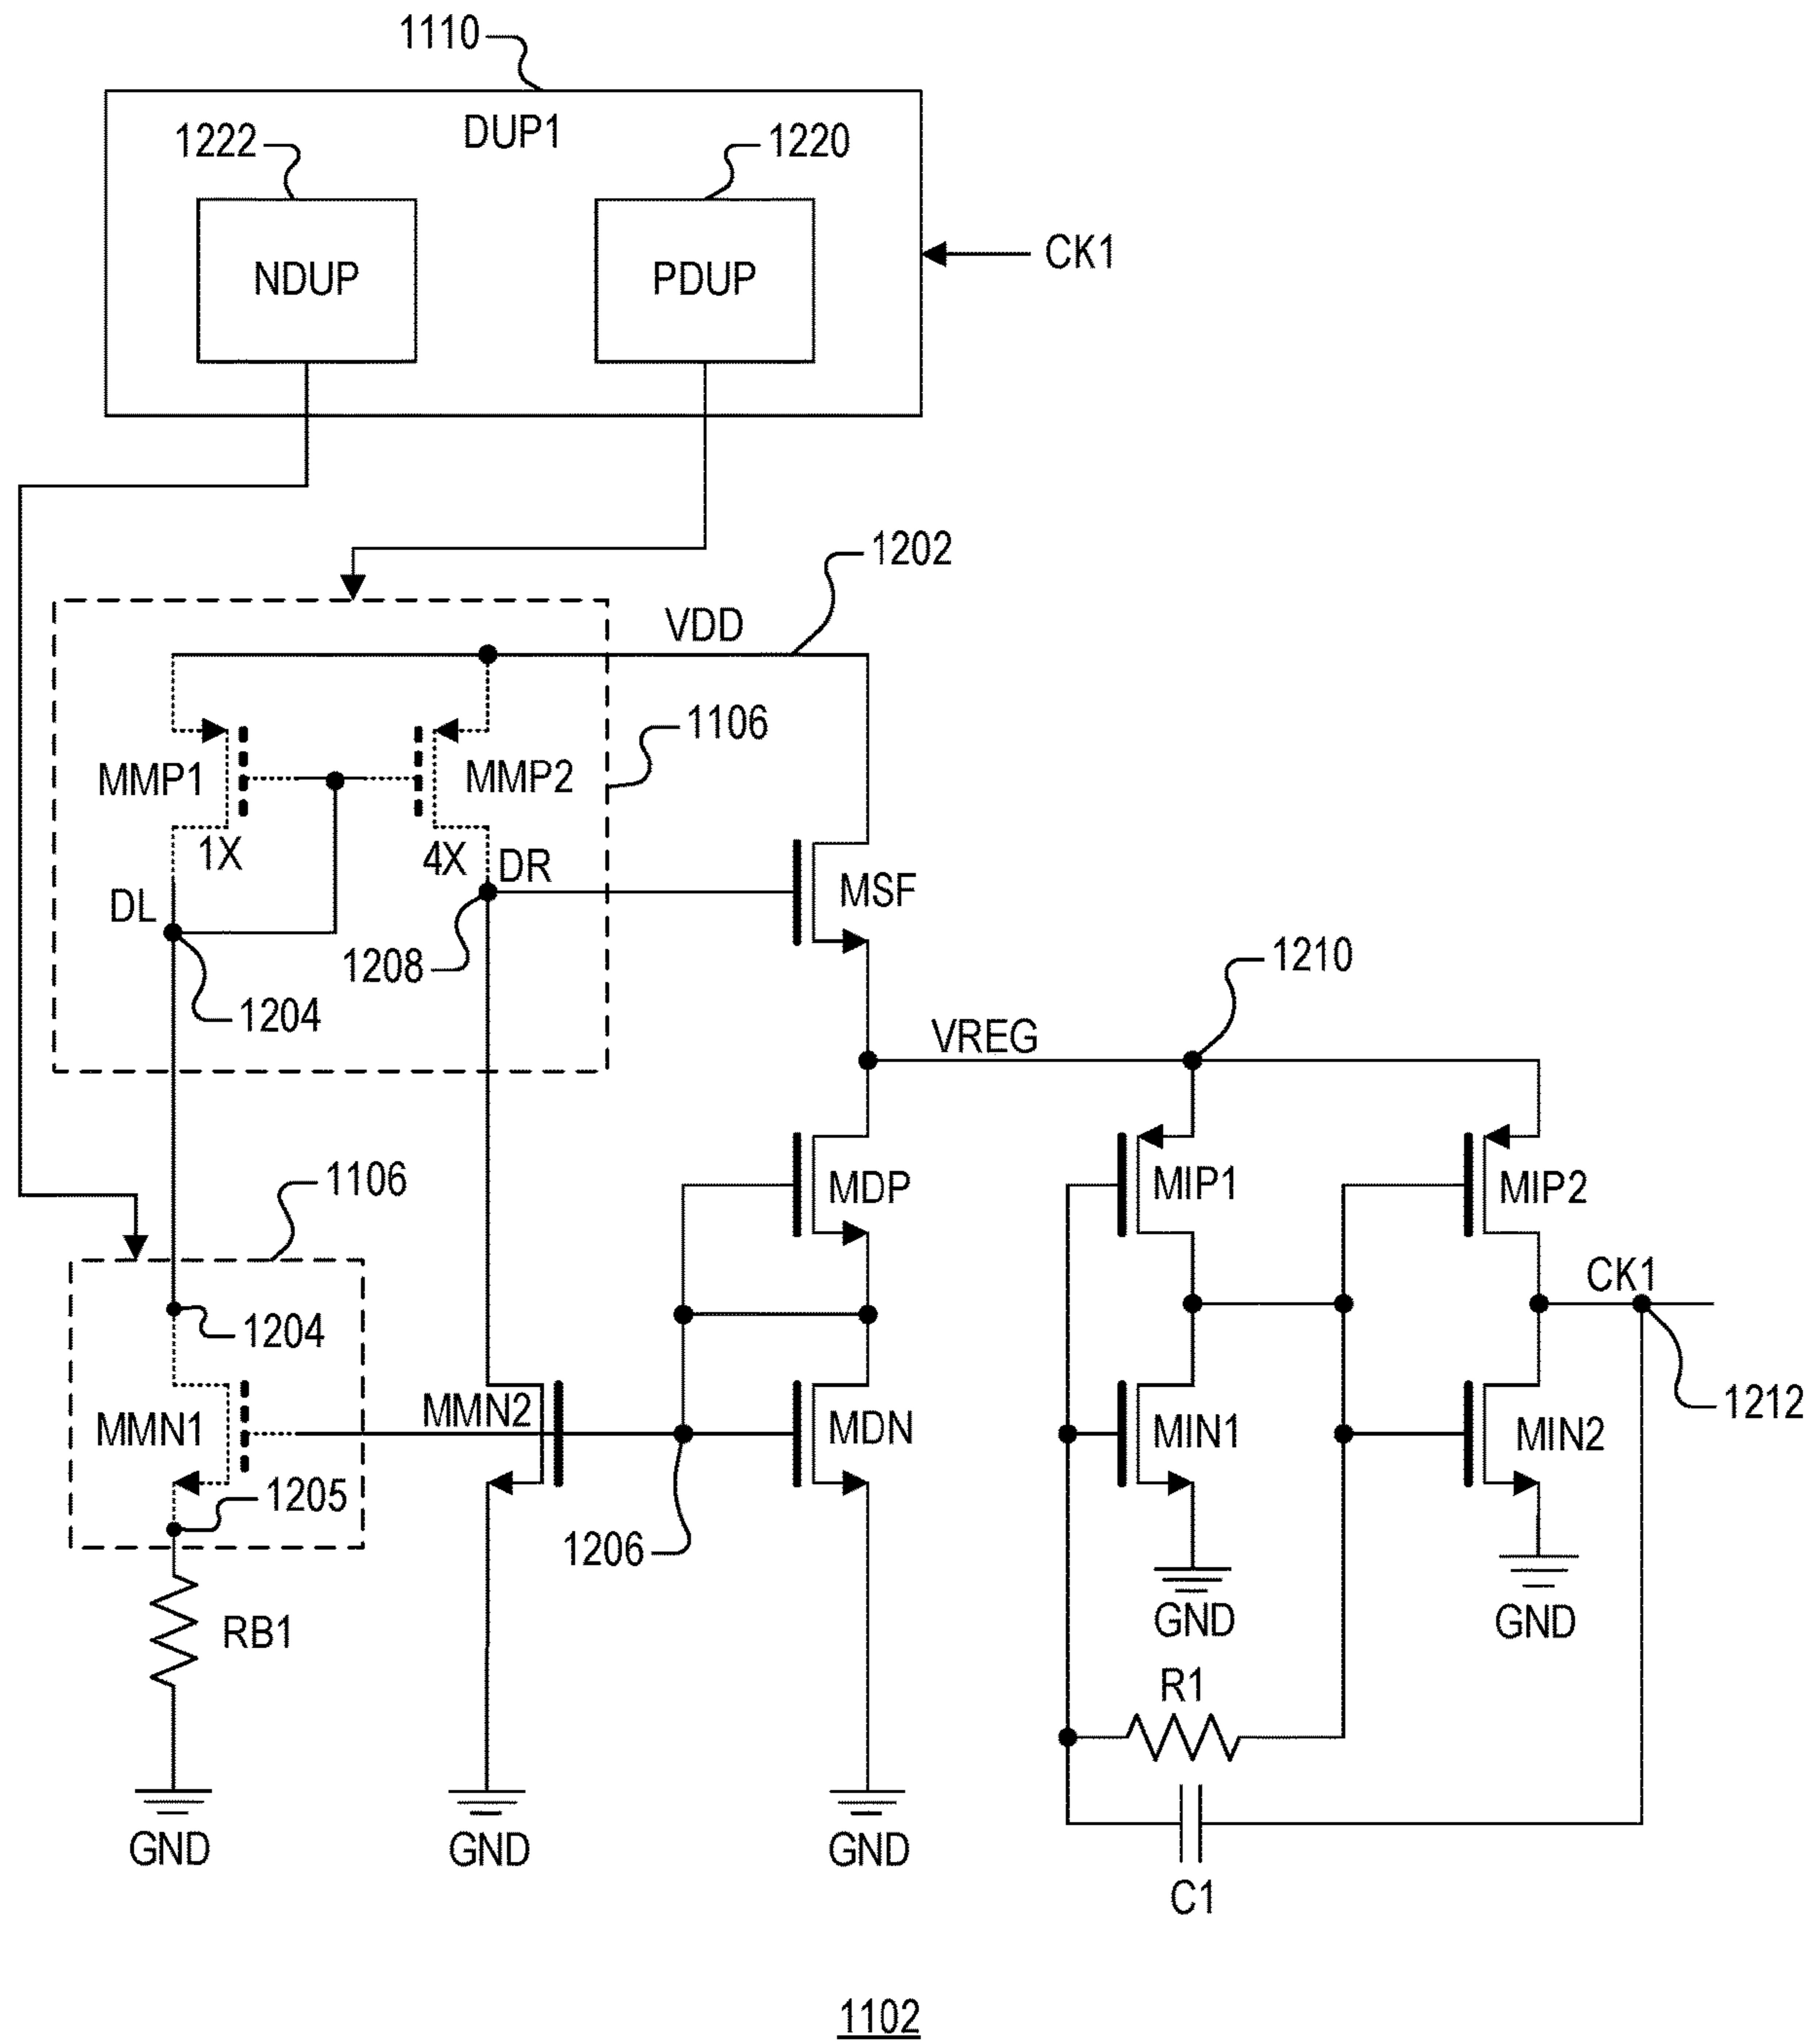 1110
DUP1
1222
1220
NDUP
PDUP
CK1
1202
VDD
1106
MMP1
MMP2
1X
4X
DR
MSF
DL
1208
1204
1210
VREG
MDP
MIP1
MIP2
1106
CK1
1204
1212
MMN1
MMN2
MDN
MIN1
MIN2
1205
1206
RB1
GND
GND
R1
GND
GND
GND
C1
1102